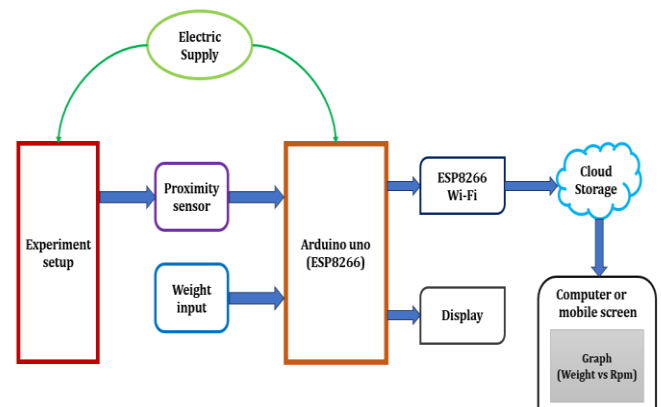 Electric
Supply
Experiment
setup
Proximity
sensor
Weight
input
Arduino uno
(ESP8266)
ESP8266
Wi-Fi
Display
Cloud
Storage
Computer or
mobile screen
Graph
(Weight vs Rpm)